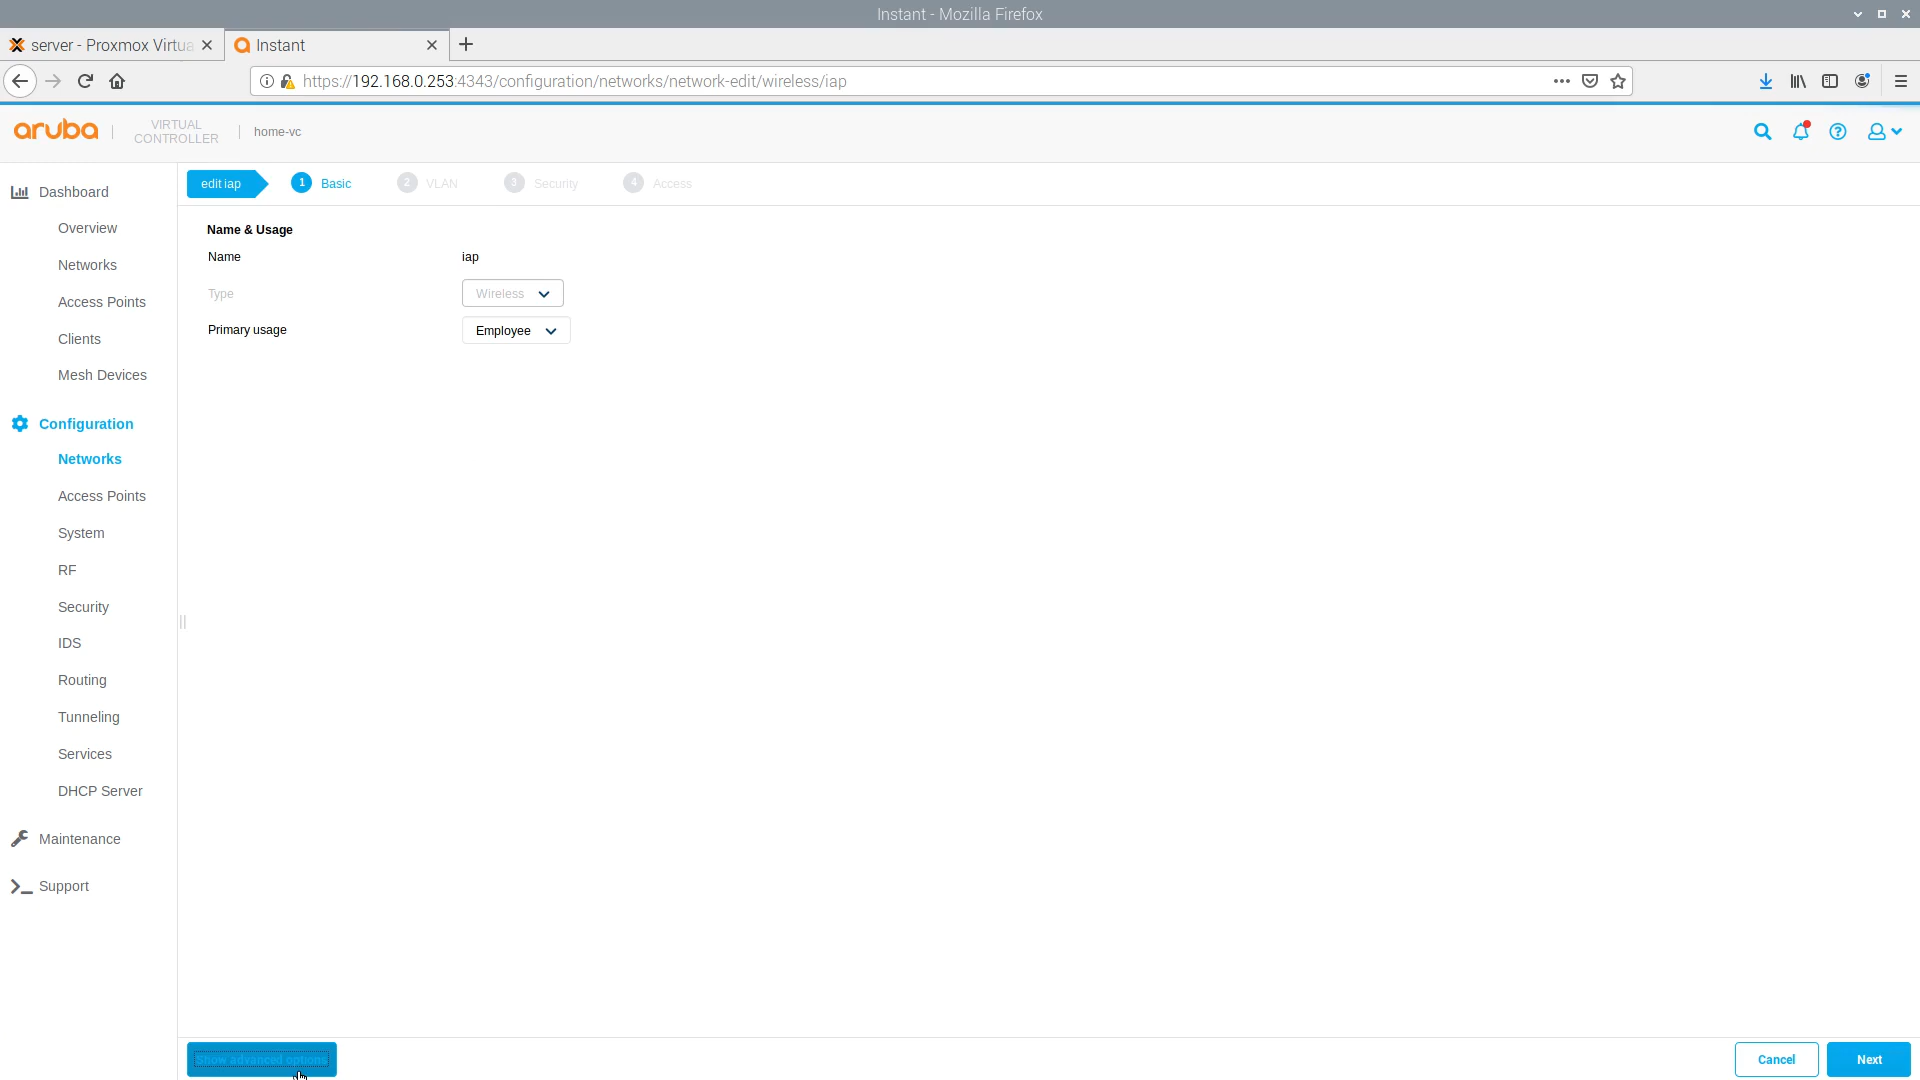 Instant - Mozilla Firefox
server - Proxmox Virtua
Instant
https://192.168.0.253:4343/configuration/networks/network-edit/wireless/iap
aruba
VIRTUAL
CONTROLLER
home-vc
edit iap
1 Basic
2 VLAN
3 Security
4 Access
Dashboard
Overview
Networks
Access Points
Clients
Mesh Devices
Configuration
Networks
Access Points
System
RF
Security
IDS
Routing
Tunneling
Services
DHCP Server
Maintenance
Support
Name & Usage
Name iap
Type Wireless
Primary usage Employee
Show advanced options
Cancel
Next